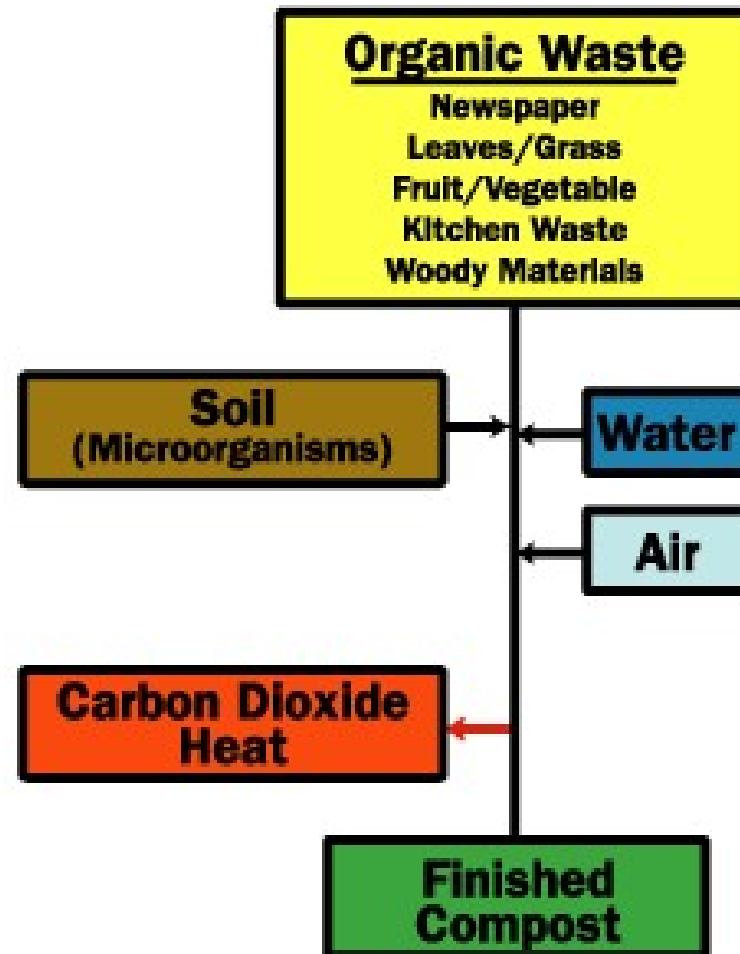 Organic Waste
Newspaper
Leaves/Grass
Fruit/Vegetable
Kitchen Waste
Woody Materials
Soil
(Microorganisms)
Water
Air
Carbon Dioxide
Heat
Finished
Compost